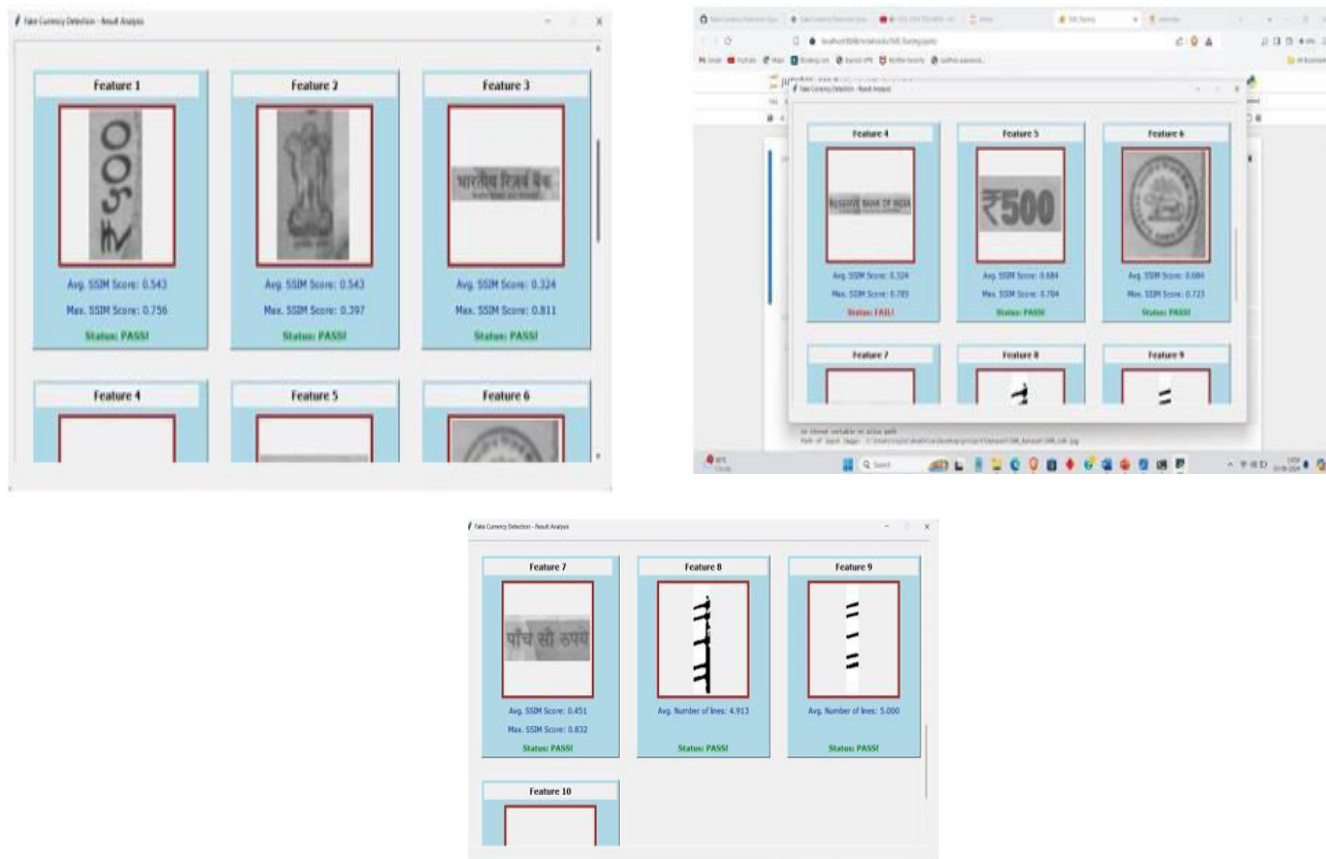 Fake Currency Detection - Result Analysis
Feature 1
Feature 2
Feature 3
₹500
भारतीय रिज़र्व बैंक
Avg. SSIM Score: 0.543
Avg. SSIM Score: 0.543
Avg. SSIM Score: 0.324
Max. SSIM Score: 0.756
Max. SSIM Score: 0.397
Max. SSIM Score: 0.811
Status: PASS!
Status: PASS!
Status: PASS!
Feature 4
Feature 5
Feature 6
Fake Currency Detection - Result Analysis
Feature 4
Feature 5
Feature 6
RESERVE BANK OF INDIA
₹500
Avg. SSIM Score: 0.324
Avg. SSIM Score: 0.684
Avg. SSIM Score: 0.684
Max. SSIM Score: 0.785
Max. SSIM Score: 0.704
Max. SSIM Score: 0.723
Status: FAIL!
Status: PASS!
Status: PASS!
Feature 7
Feature 8
Feature 9
Search
Fake Currency Detection - Result Analysis
Feature 7
Feature 8
Feature 9
पाँच सौ रुपये
Avg. SSIM Score: 0.451
Avg. Number of lines: 4.913
Avg. Number of lines: 5.000
Max. SSIM Score: 0.832
Status: PASS!
Status: PASS!
Status: PASS!
Feature 10